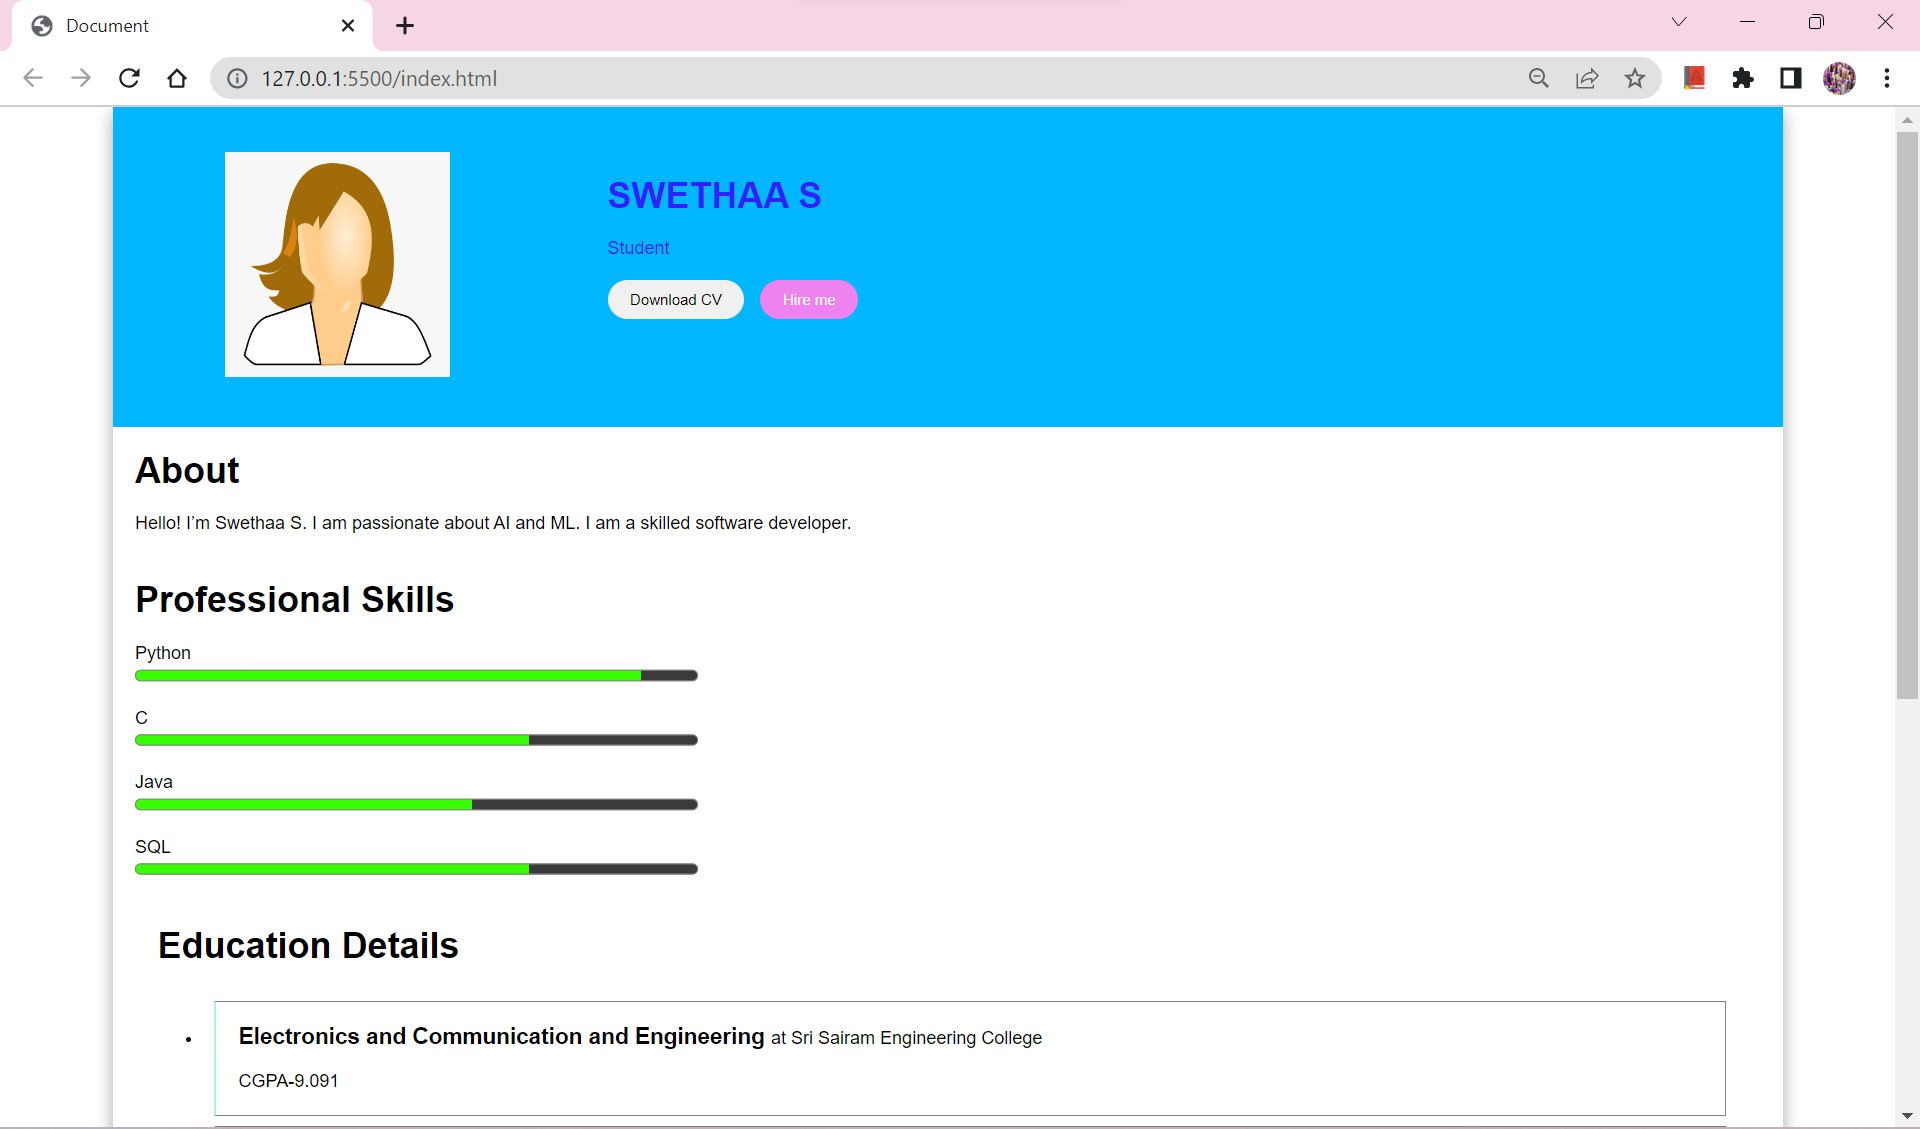 Document
127.0.0.1:5500/index.html
SWETHAA S
Student
Download CV
Hire me
About
Hello! I’m Swethaa S. I am passionate about AI and ML. I am a skilled software developer.
Professional Skills
Python
C
Java
SQL
Education Details
Electronics and Communication and Engineering at Sri Sairam Engineering College
CGPA-9.091